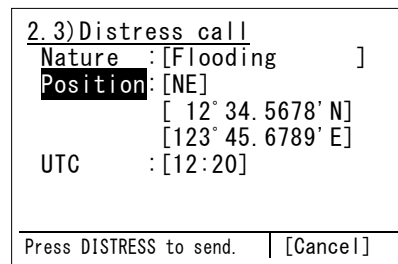 2.3)Distress call
Nature :[Flooding ]
Position:[NE]
[ 12°34.5678'N]
[123°45.6789'E]
UTC :[12:20]
Press DISTRESS to send. [Cancel]